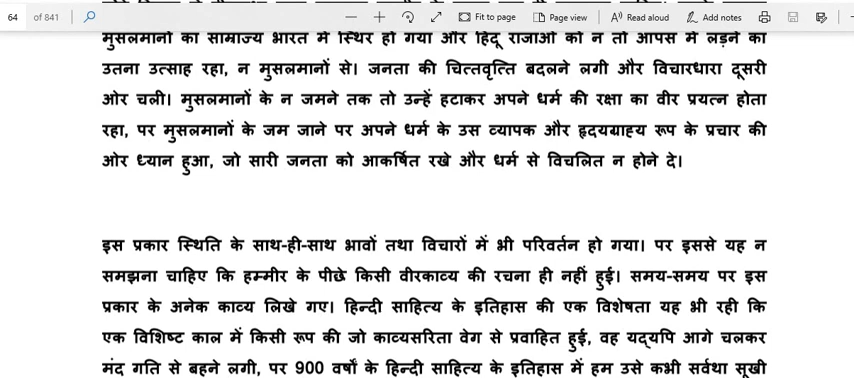 64 of 841 Fit to page Page view Read aloud Add notes
मुसलमानों का साम्राज्य भारत में स्थिर हो गया और हिंदू राजाओं को न तो आपस में लड़ने का
उतना उत्साह रहा, न मुसलमानों से। जनता की चित्तवृत्ति बदलने लगी और विचारधारा दूसरी
ओर चली। मुसलमानों के न जमने तक तो उन्हें हटाकर अपने धर्म की रक्षा का वीर प्रयत्न होता
रहा, पर मुसलमानों के जम जाने पर अपने धर्म के उस व्यापक और हृदयग्राह्य रूप के प्रचार की
ओर ध्यान हुआ, जो सारी जनता को आकर्षित रखे और धर्म से विचलित न होने दे।
इस प्रकार स्थिति के साथ-ही-साथ भावों तथा विचारों में भी परिवर्तन हो गया। पर इससे यह न
समझना चाहिए कि हम्मीर के पीछे किसी वीरकाव्य की रचना ही नहीं हुई। समय-समय पर इस
प्रकार के अनेक काव्य लिखे गए। हिन्दी साहित्य के इतिहास की एक विशेषता यह भी रही कि
एक विशिष्ट काल में किसी रूप की जो काव्यसरिता वेग से प्रवाहित हुई, वह यद्यपि आगे चलकर
मंद गति से बहने लगी, पर 900 वर्षों के हिन्दी साहित्य के इतिहास में हम उसे कभी सर्वथा सूखी